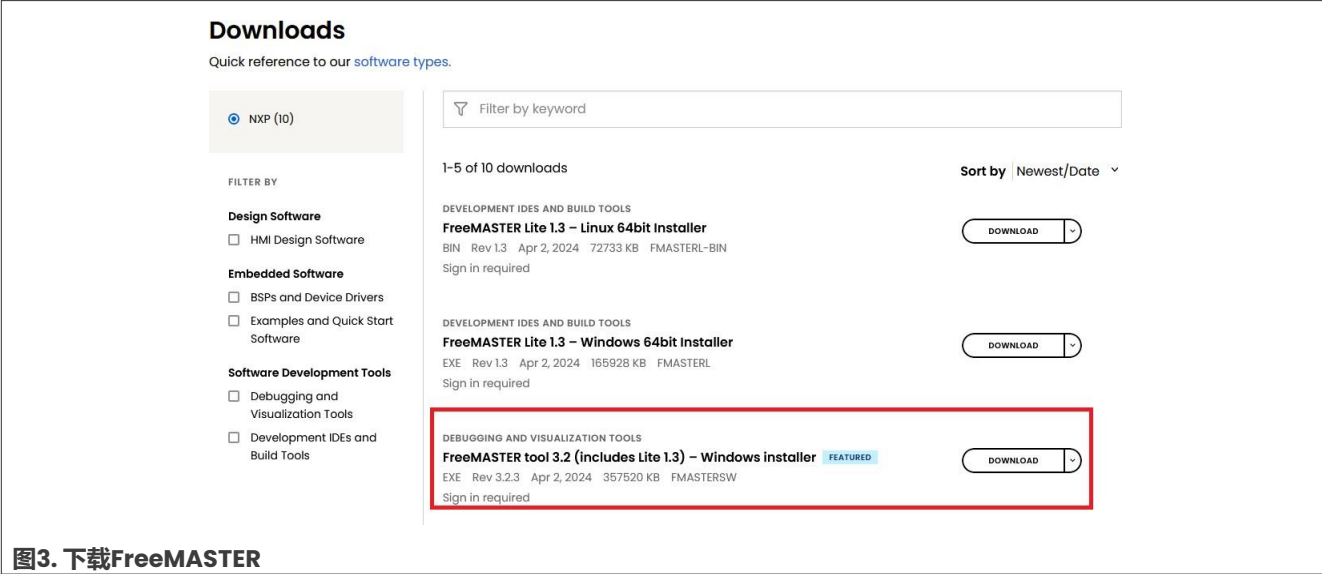 Downloads
Quick reference to our software types.
NXP (10)
FILTER BY
Design Software
HMI Design Software
Embedded Software
BSPs and Device Drivers
Examples and Quick Start
Software
Software Development Tools
Debugging and
Visualization Tools
Development IDEs and
Build Tools
Filter by keyword
1-5 of 10 downloads
Sort by Newest/Date
DEVELOPMENT IDES AND BUILD TOOLS
FreeMASTER Lite 1.3 – Linux 64bit Installer
BIN Rev 1.3 Apr 2, 2024 72733 KB FMASTERL-BIN
Sign in required
DOWNLOAD
DEVELOPMENT IDES AND BUILD TOOLS
FreeMASTER Lite 1.3 – Windows 64bit Installer
EXE Rev 1.3 Apr 2, 2024 165928 KB FMASTERL
Sign in required
DOWNLOAD
DEBUGGING AND VISUALIZATION TOOLS
FreeMASTER tool 3.2 (includes Lite 1.3) – Windows installer FEATURED
EXE Rev 3.2.3 Apr 2, 2024 357520 KB FMASTERSW
Sign in required
DOWNLOAD
图3. 下载FreeMASTER